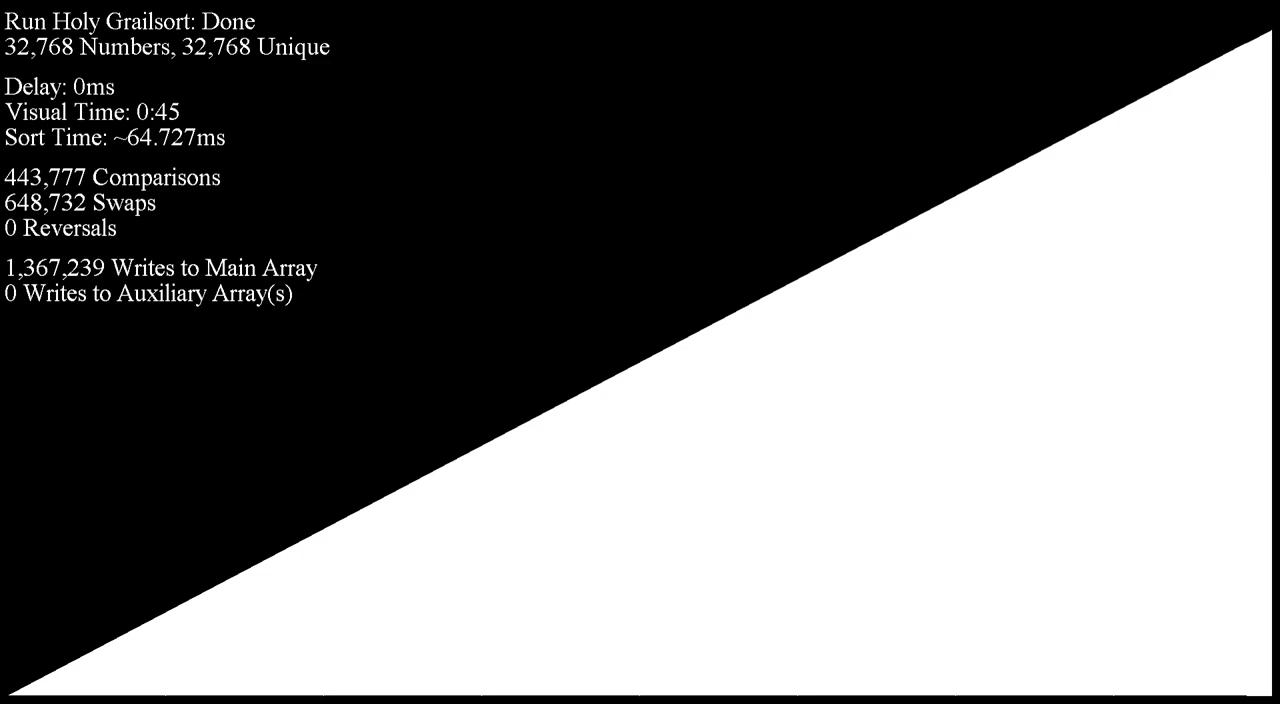 Run Holy Grailsort: Done
32,768 Numbers, 32,768 Unique
Delay: 0ms
Visual Time: 0:45
Sort Time: ~64.727ms
443,777 Comparisons
648,732 Swaps
0 Reversals
1,367,239 Writes to Main Array
0 Writes to Auxiliary Array(s)